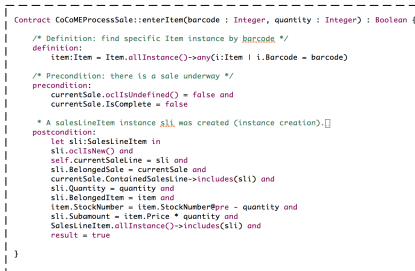 Contract CoCoMEProcessSale::enterItem(barcode : Integer, quantity : Integer) : Boolean {
/* Definition: find specific Item instance by barcode */
definition:
item:Item = Item.allInstance()->any(i:Item | i.Barcode = barcode)
/* Precondition: there is a sale underway */
precondition:
currentSale.oclIsUndefined() = false and
currentSale.IsComplete = false
* A salesLineItem instance sli was created (instance creation).
postcondition:
let sli:SalesLineItem in
sli.oclIsNew() and
self.currentSaleLine = sli and
sli.BelongedSale = currentSale and
currentSale.ContainedSalesLine->includes(sli) and
sli.Quantity = quantity and
sli.BelongedItem = item and
item.StockNumber = item.StockNumber@pre - quantity and
sli.Subamount = item.Price * quantity and
SalesLineItem.allInstance()->includes(sli) and
result = true
}